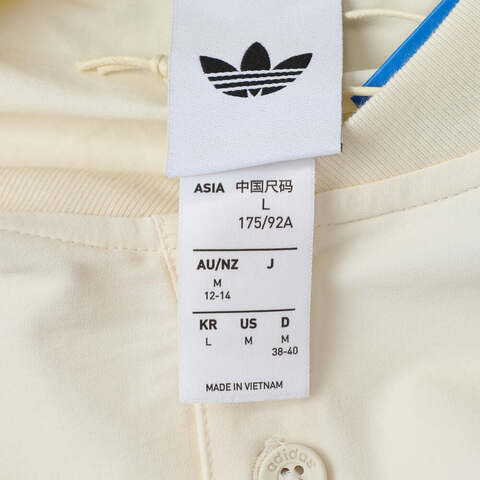 ASIA 中国尺码
L
175/92A
AU/NZ J
M
12-14
KR US D
L M M
38-40
MADE IN VIETNAM
adidas